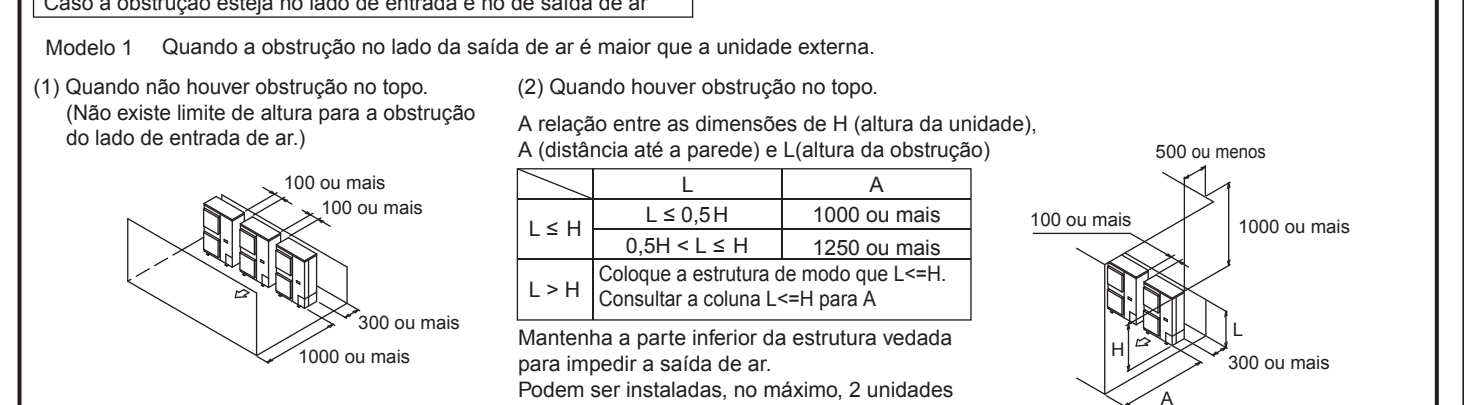 Caso a obstrução esteja no lado de entrada e no de saída de ar
Modelo 1 Quando a obstrução no lado da saída de ar é maior que a unidade externa.
(1) Quando não houver obstrução no topo.
(Não existe limite de altura para a obstrução
do lado de entrada de ar.)
100 ou mais
100 ou mais
300 ou mais
1000 ou mais
(2) Quando houver obstrução no topo.
A relação entre as dimensões de H (altura da unidade),
A (distância até a parede) e L(altura da obstrução)
L A
L ≤ H L ≤ 0,5H 1000 ou mais
0,5H < L ≤ H 1250 ou mais
L > H Coloque a estrutura de modo que L<=H.
Consultar a coluna L<=H para A
Mantenha a parte inferior da estrutura vedada
para impedir a saída de ar.
Podem ser instaladas, no máximo, 2 unidades
500 ou menos
100 ou mais
1000 ou mais
L
H
300 ou mais
A